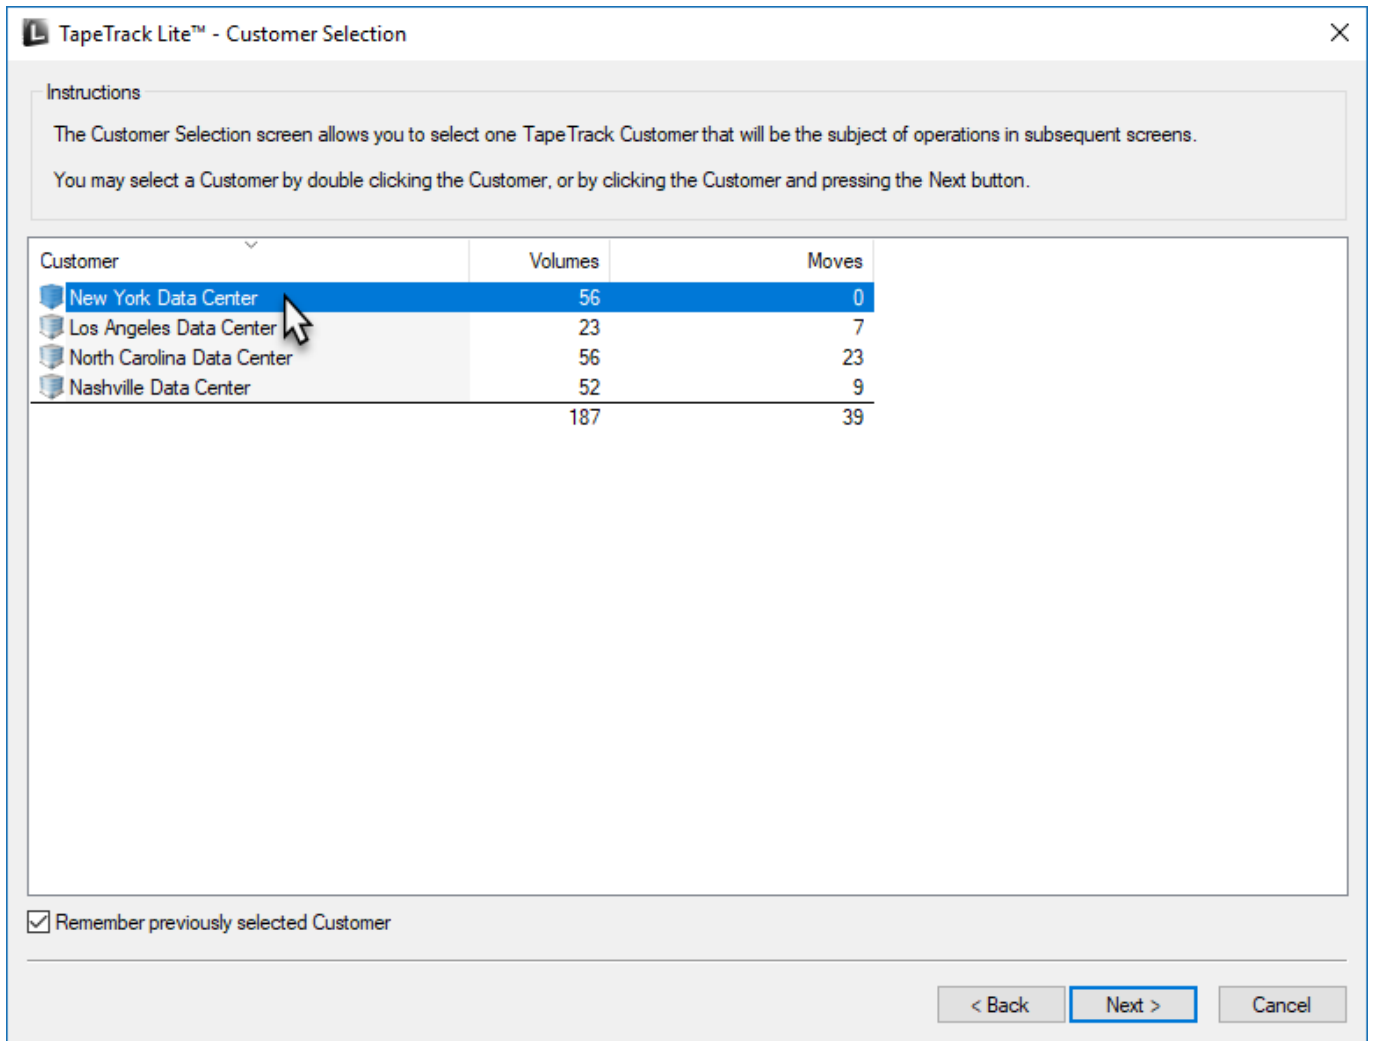 TapeTrack Lite™ - Customer Selection
Instructions
The Customer Selection screen allows you to select one TapeTrack Customer that will be the subject of operations in subsequent screens.
You may select a Customer by double clicking the Customer, or by clicking the Customer and pressing the Next button.
Customer Volumes Moves
New York Data Center 56 0
Los Angeles Data Center 23 7
North Carolina Data Center 56 23
Nashville Data Center 52 9
187 39
Remember previously selected Customer
< Back Next > Cancel